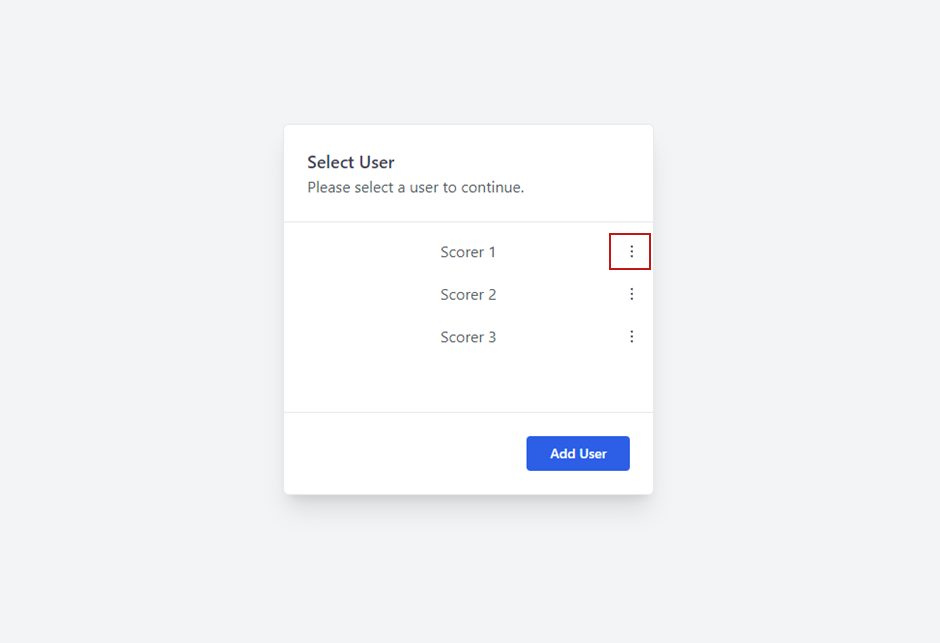 Select User
Please select a user to continue.
Scorer 1
Scorer 2
Scorer 3
Add User